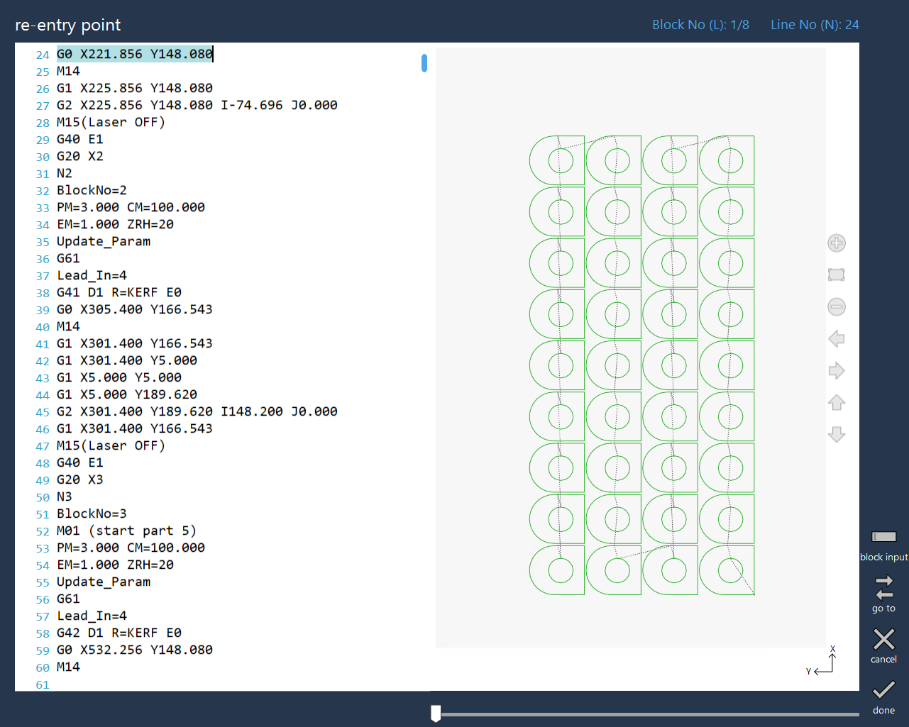 re-entry point
Block No (L): 1/8 Line No (N): 24
24 G0 X221.856 Y148.080
25 M14
26 G1 X225.856 Y148.080
27 G2 X225.856 Y148.080 I-74.696 J0.000
28 M15(Laser OFF)
29 G40 E1
30 G20 X2
31 N2
32 BlockNo=2
33 PM=3.000 CM=100.000
34 EM=1.000 ZRH=20
35 Update_Param
36 G61
37 Lead_In=4
38 G41 D1 R=KERF E0
39 G0 X305.400 Y166.543
40 M14
41 G1 X301.400 Y166.543
42 G1 X301.400 Y5.000
43 G1 X5.000 Y5.000
44 G1 X5.000 Y189.620
45 G2 X301.400 Y189.620 I148.200 J0.000
46 G1 X301.400 Y166.543
47 M15(Laser OFF)
48 G40 E1
49 G20 X3
50 N3
51 BlockNo=3
52 M01 (start part 5)
53 PM=3.000 CM=100.000
54 EM=1.000 ZRH=20
55 Update_Param
56 G61
57 Lead_In=4
58 G42 D1 R=KERF E0
59 G0 X532.256 Y148.080
60 M14
61
X
Y
block input
go to
cancel
done